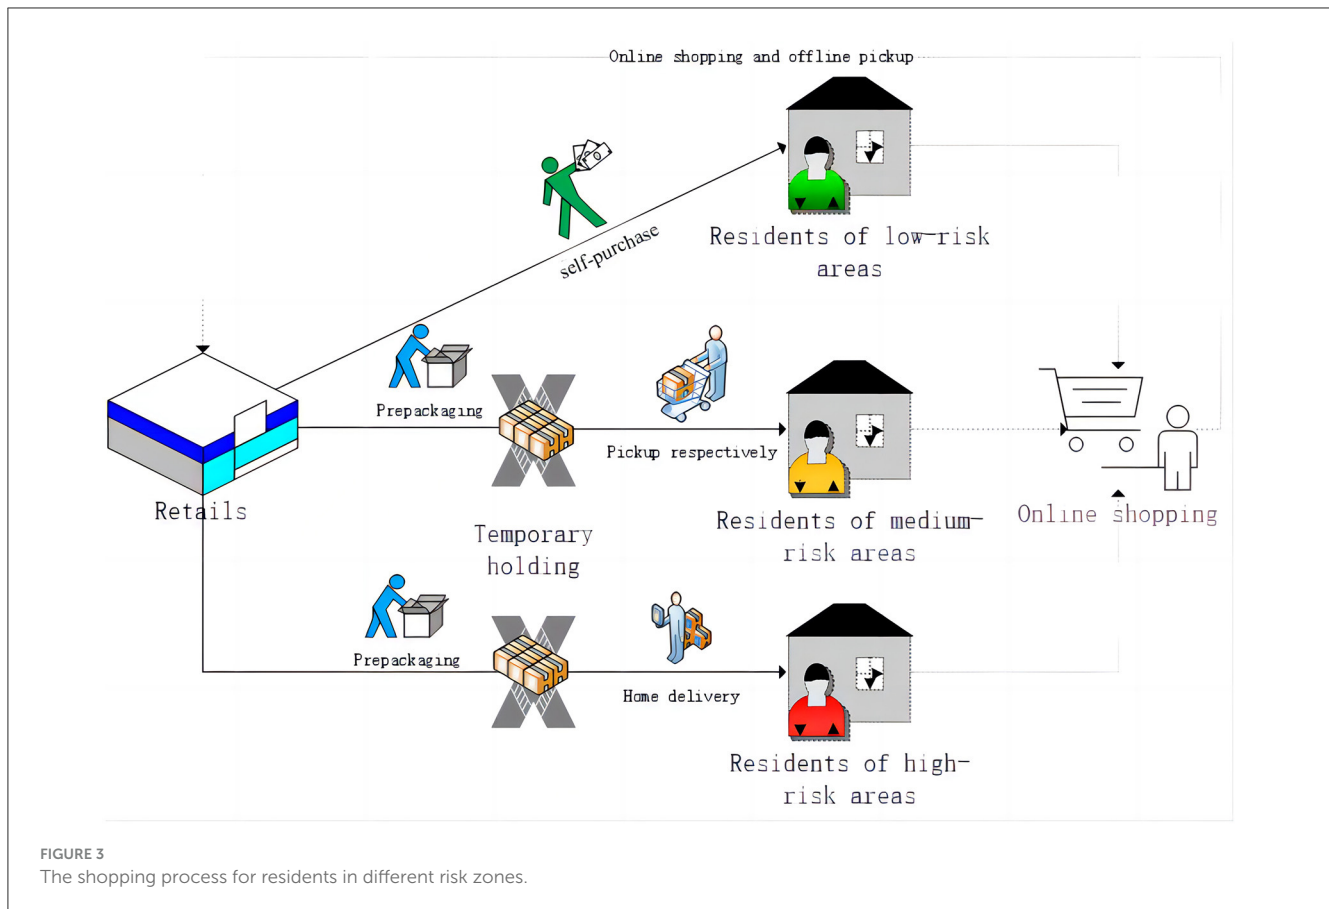 Online shopping and offline pickup
self-purchase
Residents of low-risk
areas
Prepackaging
Pickup respectively
Retails
Temporary
holding
Residents of medium-
risk areas
Online shopping
Prepackaging
Home delivery
Residents of high-
risk areas
FIGURE 3
The shopping process for residents in different risk zones.